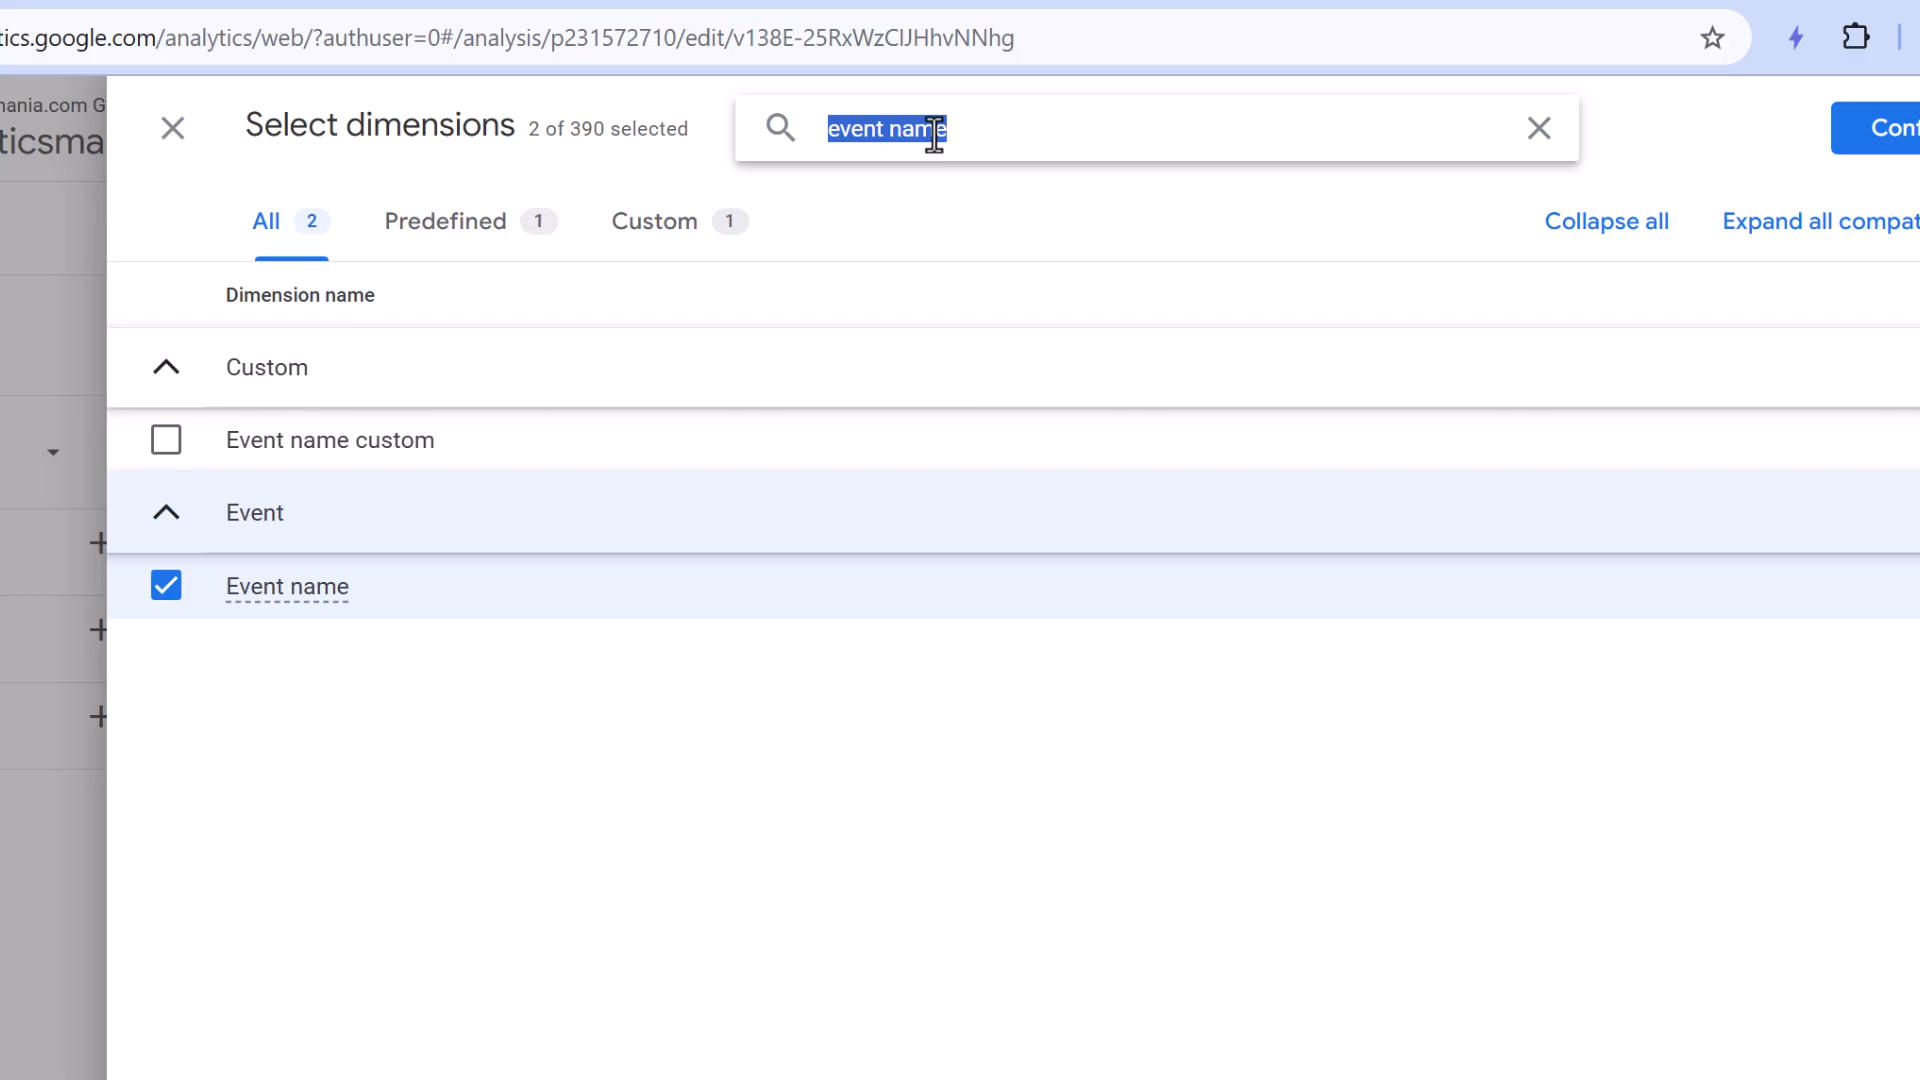 tics.google.com/analytics/web/?authuser=0#/analysis/p231572710/edit/v138E-25RxWzCIJHhvNNhg
nania.com G
ticsma
Select dimensions 2 of 390 selected
event name
Conf
All 2
Predefined 1
Custom 1
Collapse all
Expand all compat
Dimension name
Custom
Event name custom
Event
Event name